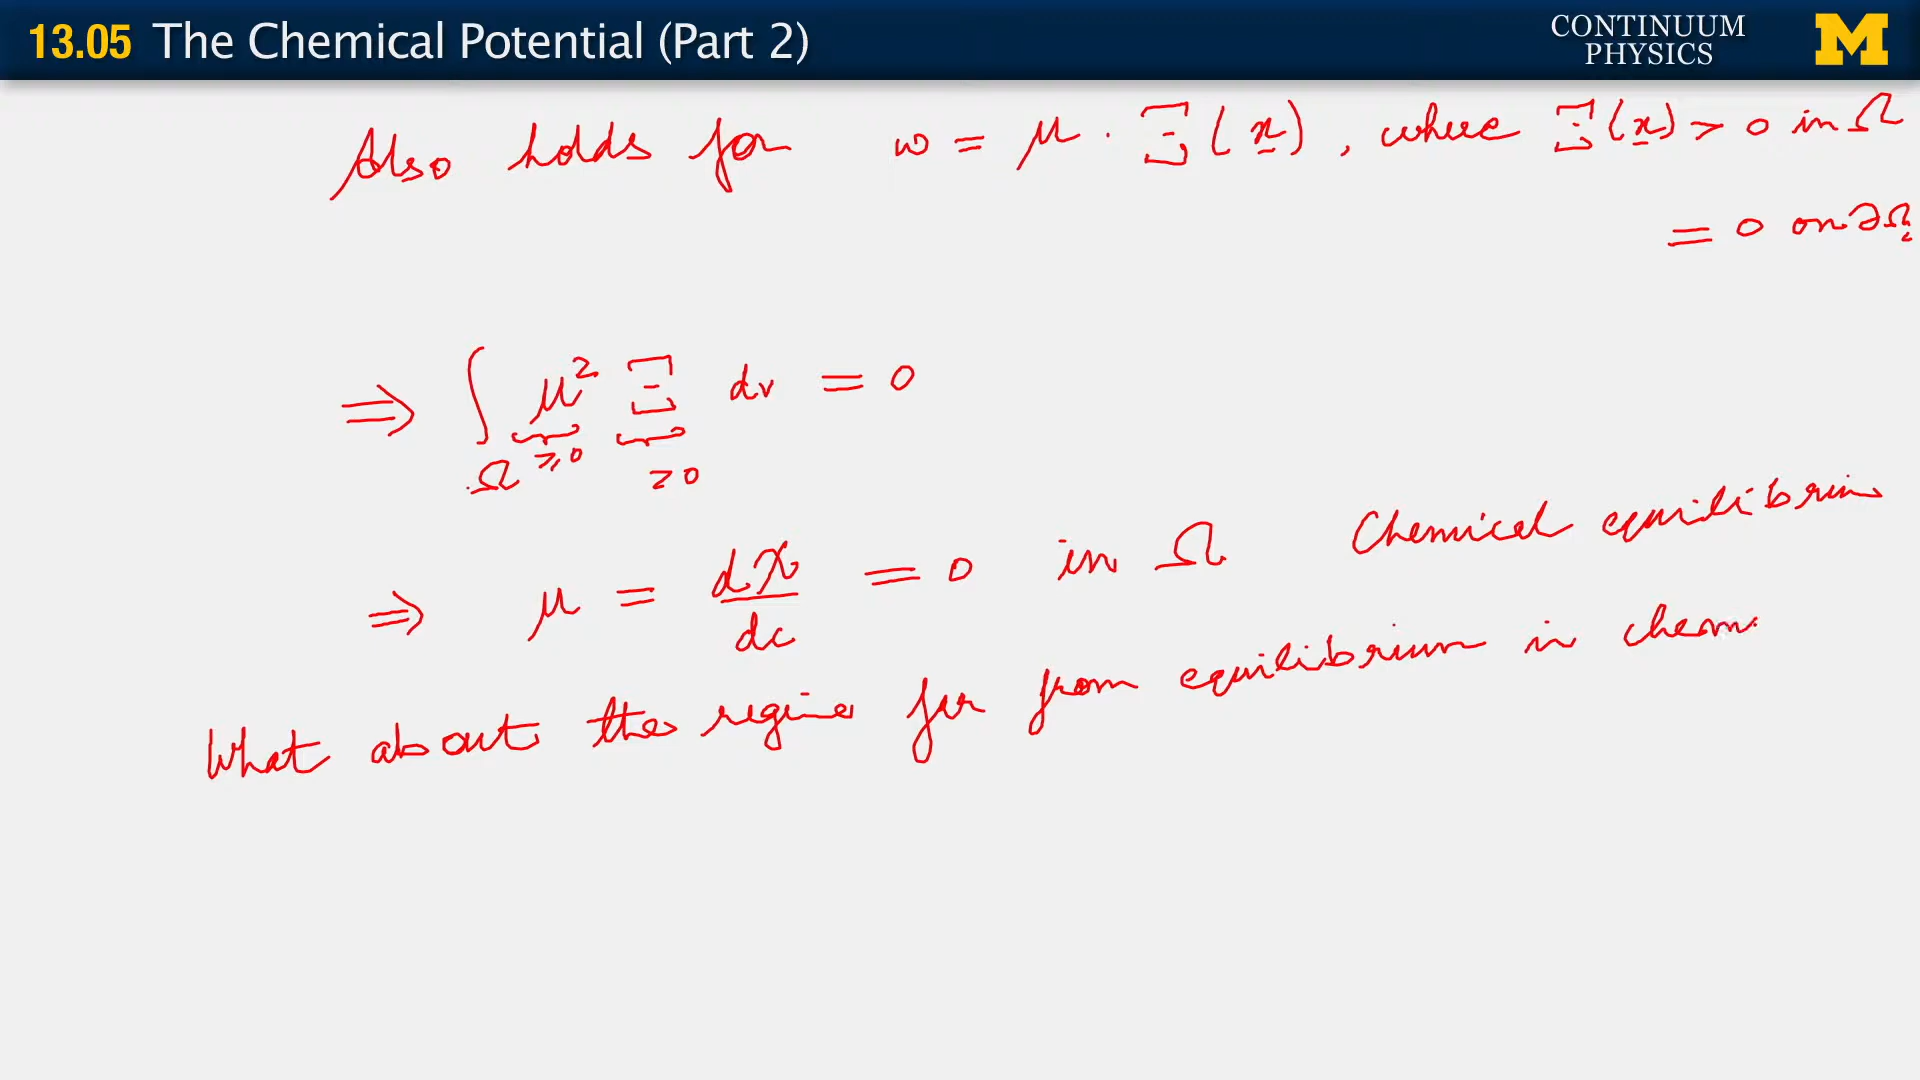 13.05 The Chemical Potential (Part 2)
CONTINUUM
PHYSICS
M
Also holds for w = μ · Ξ(x), where Ξ(x) > 0 in Ω
= 0 on ∂Ω
⇒ ∫ μ² Ξ dv = 0
Ω ≥0 >0
⇒ μ = dχ/dc = 0 in Ω Chemical equilibrium
What about the regime far from equilibrium in chem